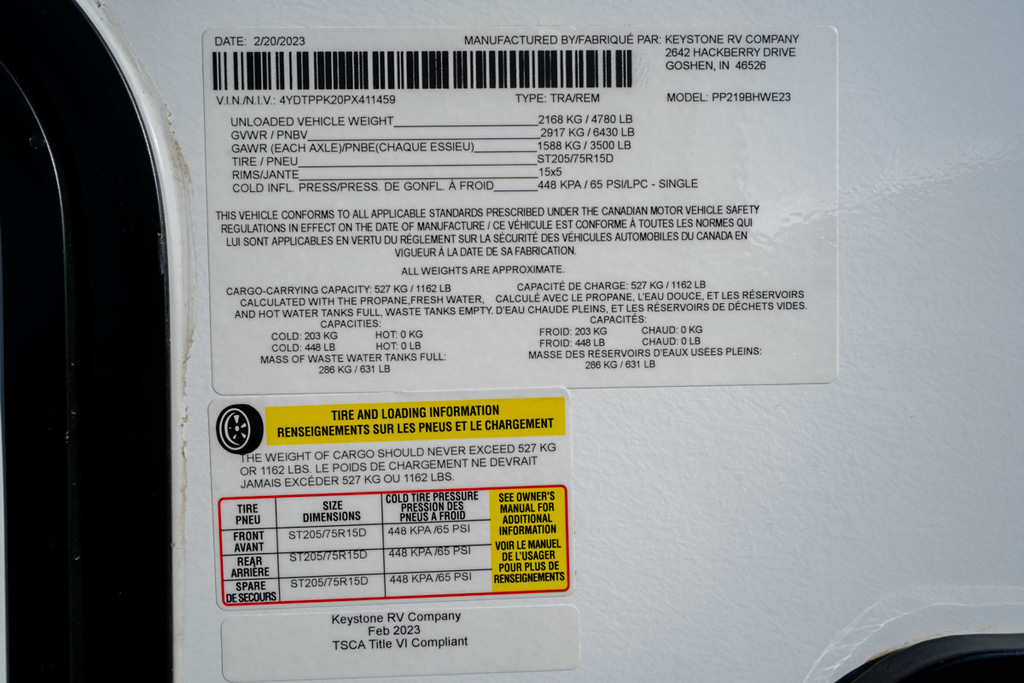 DATE: 2/20/2023
MANUFACTURED BY/FABRIQUÉ PAR: KEYSTONE RV COMPANY
2642 HACKBERRY DRIVE
GOSHEN, IN 46526
V.I.N./N.I.V.: 4YDTPPK20PX411459 TYPE: TRA/REM MODEL: PP219BHWE23
UNLOADED VEHICLE WEIGHT 2168 KG / 4780 LB
GVWR / PNBV 2917 KG / 6430 LB
GAWR (EACH AXLE)/PNBE(CHAQUE ESSIEU) 1588 KG / 3500 LB
TIRE / PNEU ST205/75R15D
RIMS/JANTE 15x5
COLD INFL. PRESS/PRESS. DE GONFL. À FROID 448 KPA / 65 PSI/LPC - SINGLE
THIS VEHICLE CONFORMS TO ALL APPLICABLE STANDARDS PRESCRIBED UNDER THE CANADIAN MOTOR VEHICLE SAFETY
REGULATIONS IN EFFECT ON THE DATE OF MANUFACTURE / CE VÉHICULE EST CONFORME À TOUTES LES NORMES QUI
LUI SONT APPLICABLES EN VERTU DU RÉGLEMENT SUR LA SÉCURITÉ DES VÉHICULES AUTOMOBILES DU CANADA EN
VIGUEUR À LA DATE DE SA FABRICATION.
ALL WEIGHTS ARE APPROXIMATE.
CARGO-CARRYING CAPACITY: 527 KG / 1162 LB
CALCULATED WITH THE PROPANE,FRESH WATER,
AND HOT WATER TANKS FULL, WASTE TANKS EMPTY.
CAPACITIES:
COLD: 203 KG HOT: 0 KG
COLD: 448 LB HOT: 0 LB
MASS OF WASTE WATER TANKS FULL:
286 KG / 631 LB
CAPACITÉ DE CHARGE: 527 KG / 1162 LB
CALCULÉ AVEC LE PROPANE, L'EAU DOUCE, ET LES RÉSERVOIRS
D'EAU CHAUDE PLEINS, ET LES RÉSERVOIRS DE DÉCHETS VIDES.
CAPACITÉS:
FROID: 203 KG CHAUD: 0 KG
FROID: 448 LB CHAUD: 0 LB
MASSE DES RÉSERVOIRS D'EAUX USÉES PLEINS:
286 KG / 631 LB
TIRE AND LOADING INFORMATION
RENSEIGNEMENTS SUR LES PNEUS ET LE CHARGEMENT
THE WEIGHT OF CARGO SHOULD NEVER EXCEED 527 KG
OR 1162 LBS. LE POIDS DE CHARGEMENT NE DEVRAIT
JAMAIS EXCÉDER 527 KG OU 1162 LBS.
TIRE
PNEU
SIZE
DIMENSIONS
COLD TIRE PRESSURE
PRESSION DES
PNEUS A FROID
FRONT
AVANT
ST205/75R15D
448 KPA /65 PSI
REAR
ARRIÈRE
ST205/75R15D
448 KPA /65 PSI
SPARE
DE SECOURS
ST205/75R15D
448 KPA /65 PSI
SEE OWNER'S
MANUAL FOR
ADDITIONAL
INFORMATION
VOIR LE MANUEL
DE L'USAGER
POUR PLUS DE
RENSEIGNEMENTS
Keystone RV Company
Feb 2023
TSCA Title VI Compliant